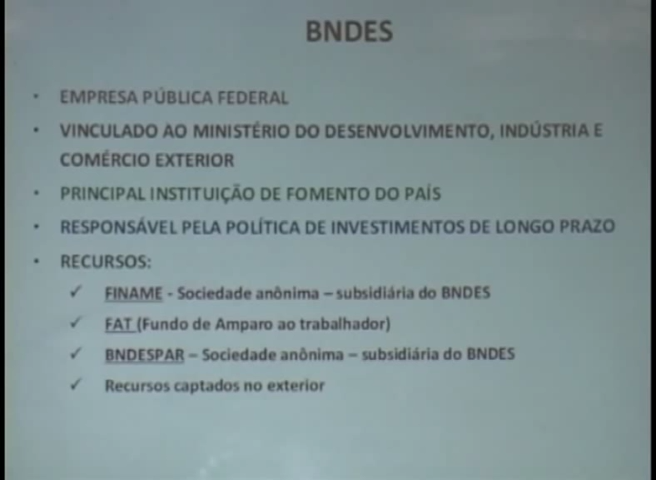 BNDES
• EMPRESA PÚBLICA FEDERAL
• VINCULADO AO MINISTÉRIO DO DESENVOLVIMENTO, INDÚSTRIA E
COMÉRCIO EXTERIOR
• PRINCIPAL INSTITUIÇÃO DE FOMENTO DO PAÍS
• RESPONSÁVEL PELA POLÍTICA DE INVESTIMENTOS DE LONGO PRAZO
• RECURSOS:
✓ FINAME - Sociedade anônima – subsidiária do BNDES
✓ FAT (Fundo de Amparo ao trabalhador)
✓ BNDESPAR – Sociedade anônima – subsidiária do BNDES
✓ Recursos captados no exterior